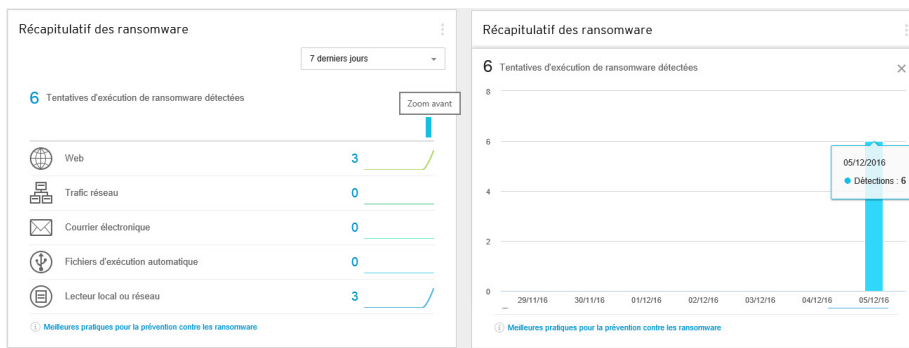 Récapitulatif des ransomware
7 derniers jours
6 Tentatives d'exécution de ransomware détectées
Zoom avant
Web 3
Trafic réseau 0
Courrier électronique 0
Fichiers d'exécution automatique 0
Lecteur local ou réseau 3
Meilleures pratiques pour la prévention contre les ransomware
Récapitulatif des ransomware
6 Tentatives d'exécution de ransomware détectées
8
6
4
2
0
05/12/2016
Détections : 6
29/11/16 30/11/16 01/12/16 02/12/16 03/12/16 04/12/16 05/12/16
Meilleures pratiques pour la prévention contre les ransomware